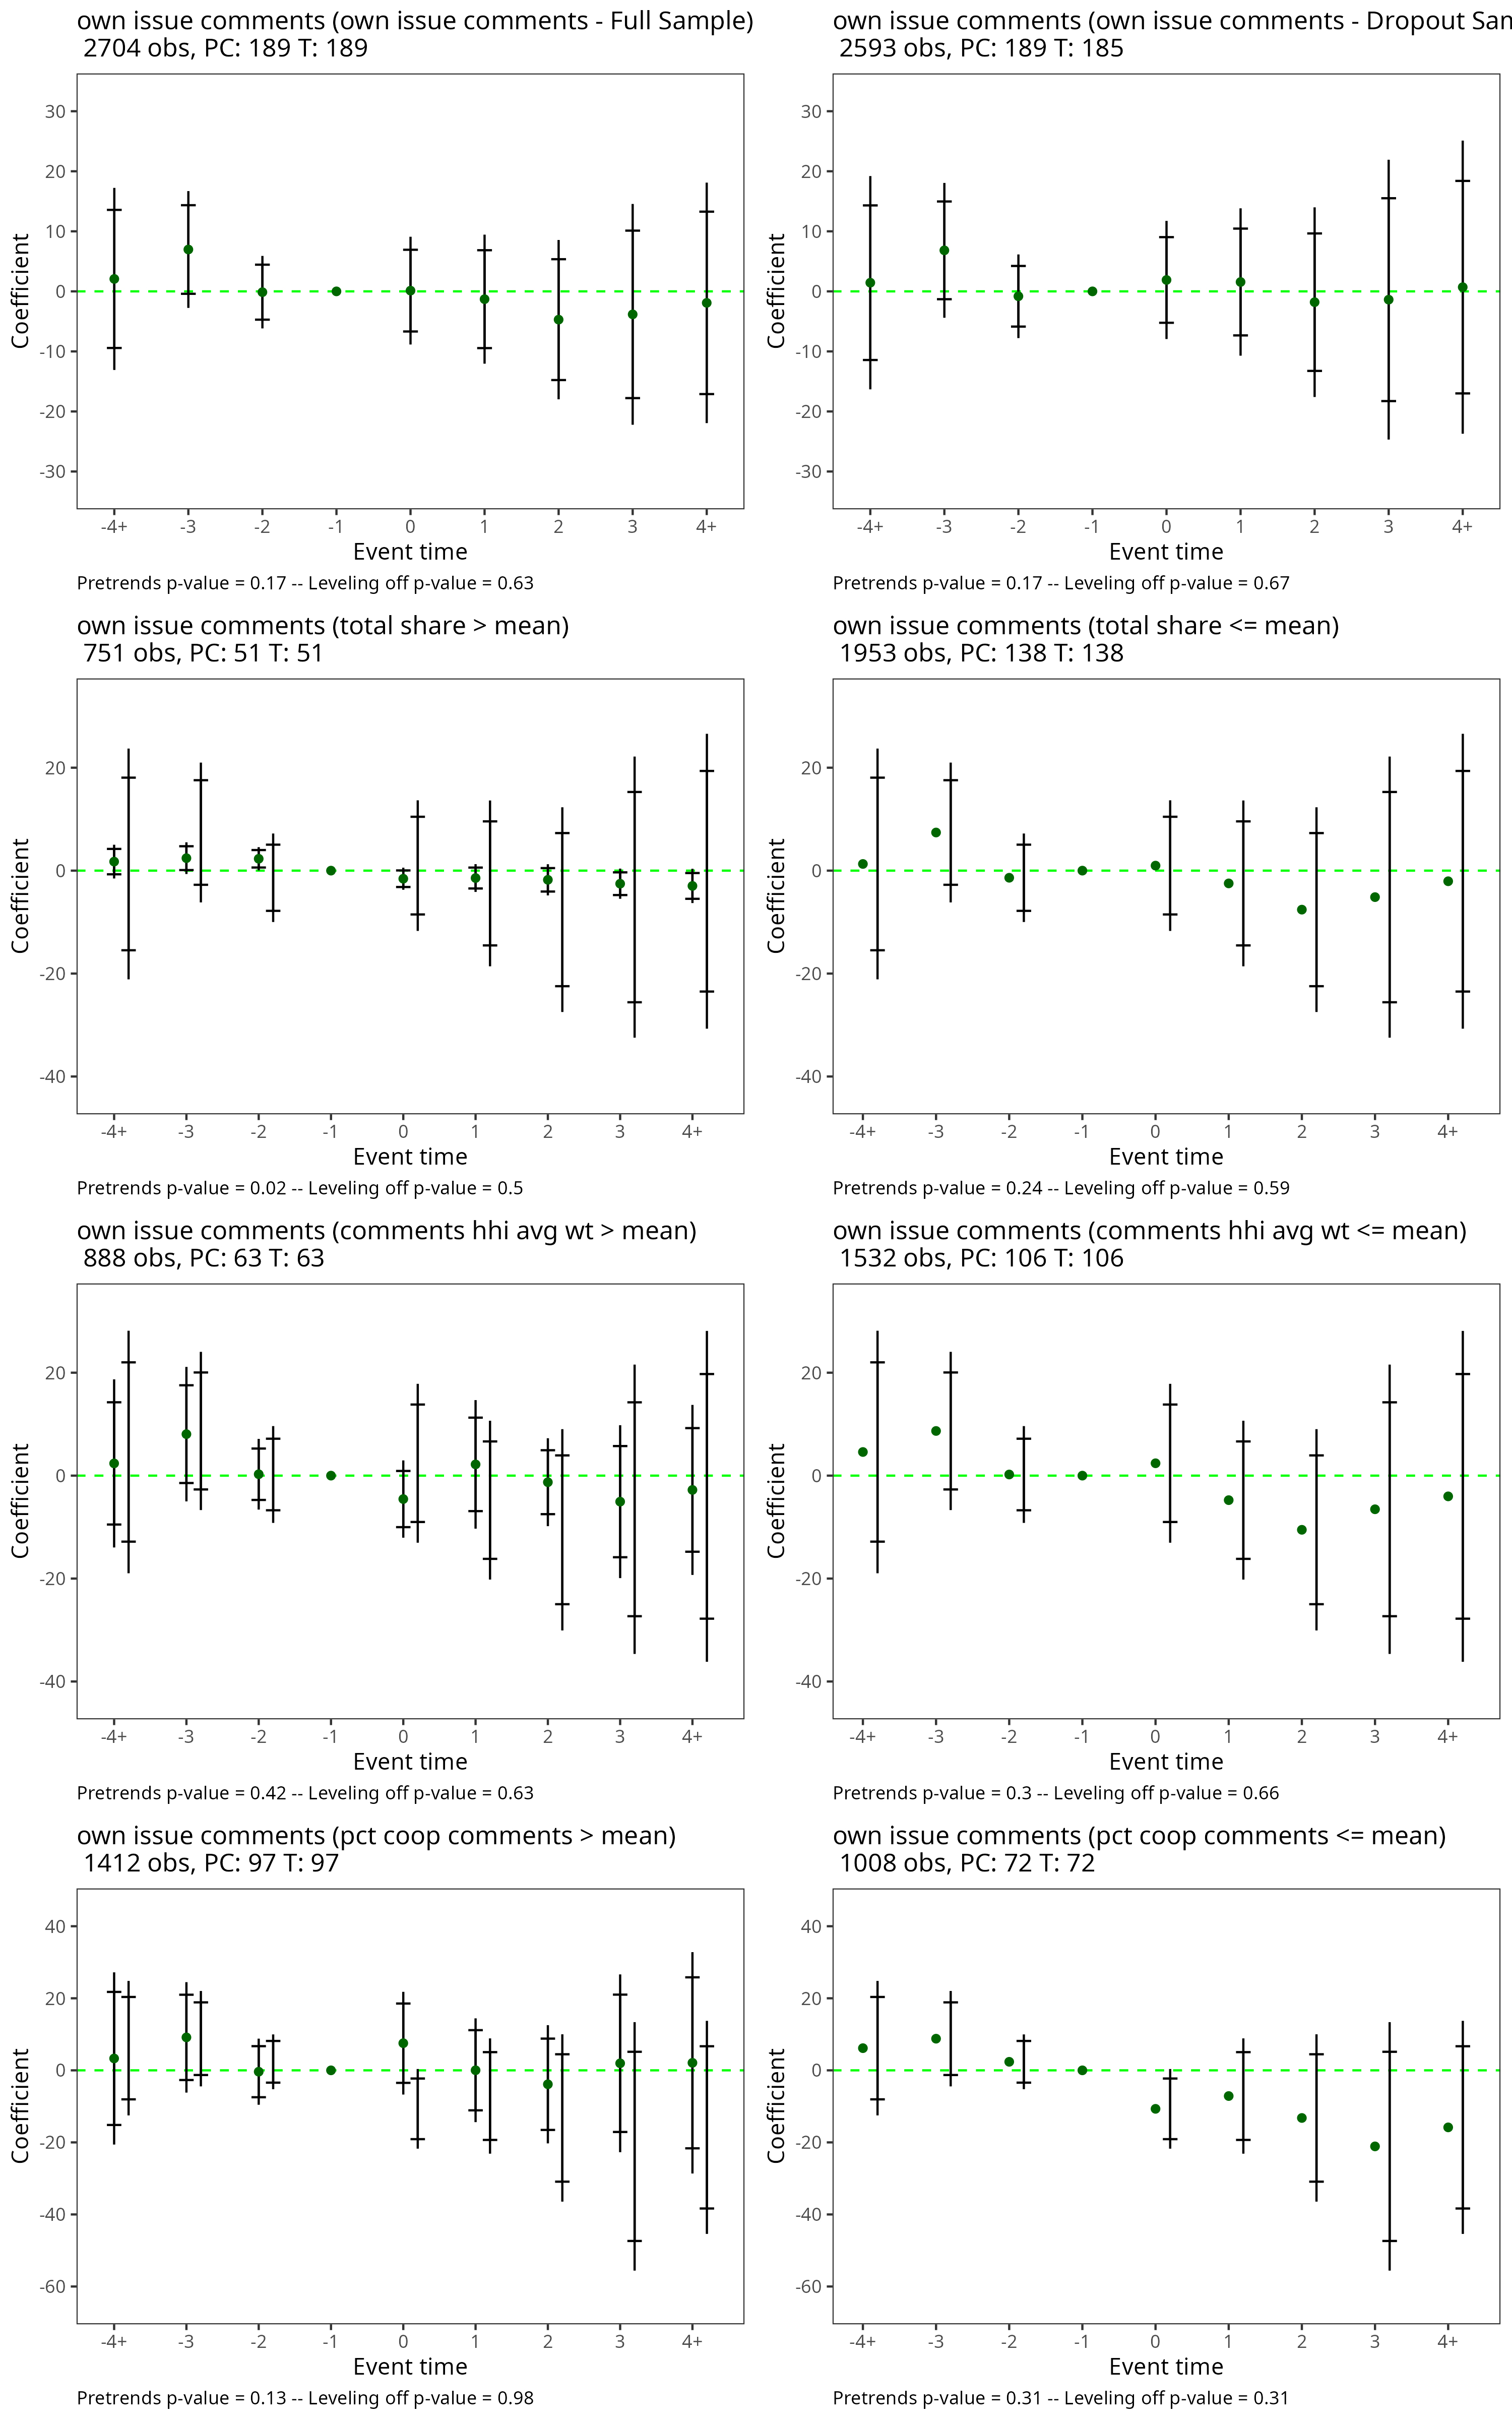 own issue comments (own issue comments - Full Sample)
2704 obs, PC: 189 T: 189
30
20
10
0
-10
-20
-30
Coefficient
-4+ -3 -2 -1 0 1 2 3 4+
Event time
Pretrends p-value = 0.17 -- Leveling off p-value = 0.63
own issue comments (own issue comments - Dropout Sam
2593 obs, PC: 189 T: 185
30
20
10
0
-10
-20
-30
Coefficient
-4+ -3 -2 -1 0 1 2 3 4+
Event time
Pretrends p-value = 0.17 -- Leveling off p-value = 0.67
own issue comments (total share > mean)
751 obs, PC: 51 T: 51
20
0
-20
-40
Coefficient
-4+ -3 -2 -1 0 1 2 3 4+
Event time
Pretrends p-value = 0.02 -- Leveling off p-value = 0.5
own issue comments (total share <= mean)
1953 obs, PC: 138 T: 138
20
0
-20
-40
Coefficient
-4+ -3 -2 -1 0 1 2 3 4+
Event time
Pretrends p-value = 0.24 -- Leveling off p-value = 0.59
own issue comments (comments hhi avg wt > mean)
888 obs, PC: 63 T: 63
20
0
-20
-40
Coefficient
-4+ -3 -2 -1 0 1 2 3 4+
Event time
Pretrends p-value = 0.42 -- Leveling off p-value = 0.63
own issue comments (comments hhi avg wt <= mean)
1532 obs, PC: 106 T: 106
20
0
-20
-40
Coefficient
-4+ -3 -2 -1 0 1 2 3 4+
Event time
Pretrends p-value = 0.3 -- Leveling off p-value = 0.66
own issue comments (pct coop comments > mean)
1412 obs, PC: 97 T: 97
40
20
0
-20
-40
-60
Coefficient
-4+ -3 -2 -1 0 1 2 3 4+
Event time
Pretrends p-value = 0.13 -- Leveling off p-value = 0.98
own issue comments (pct coop comments <= mean)
1008 obs, PC: 72 T: 72
40
20
0
-20
-40
-60
Coefficient
-4+ -3 -2 -1 0 1 2 3 4+
Event time
Pretrends p-value = 0.31 -- Leveling off p-value = 0.31